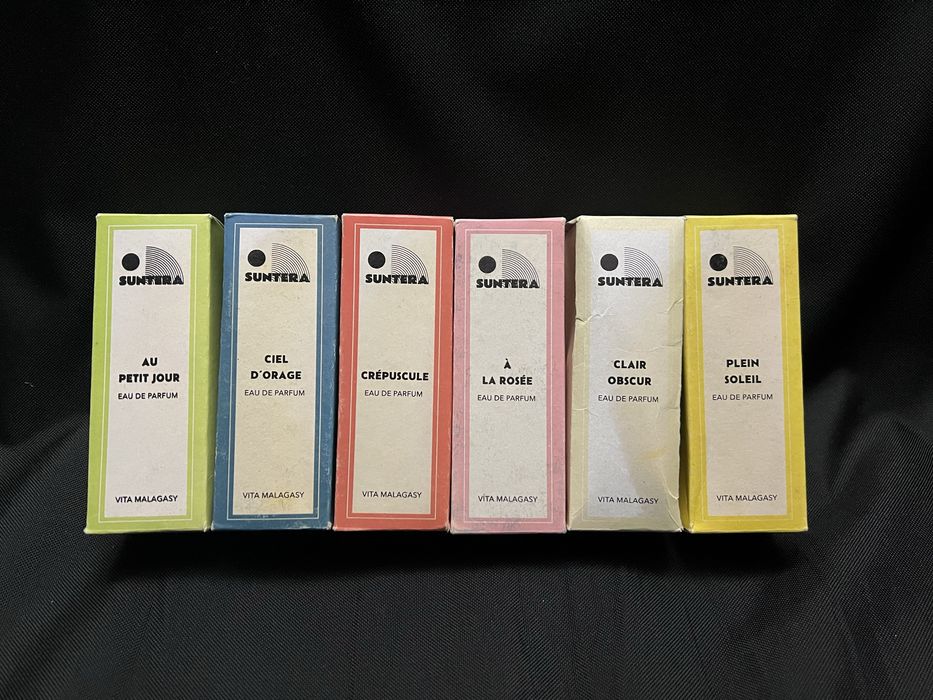 SUNTERA
AU
PETIT JOUR
EAU DE PARFUM
VITA MALAGASY
SUNTERA
CIEL
D'ORAGE
EAU DE PARFUM
VITA MALAGASY
SUNTERA
CRÉPUSCULE
EAU DE PARFUM
VITA MALAGASY
SUNTERA
À
LA ROSÉE
EAU DE PARFUM
VITA MALAGASY
SUNTERA
CLAIR
OBSCUR
EAU DE PARFUM
VITA MALAGASY
SUNTERA
PLEIN
SOLEIL
EAU DE PARFUM
VITA MALAGASY